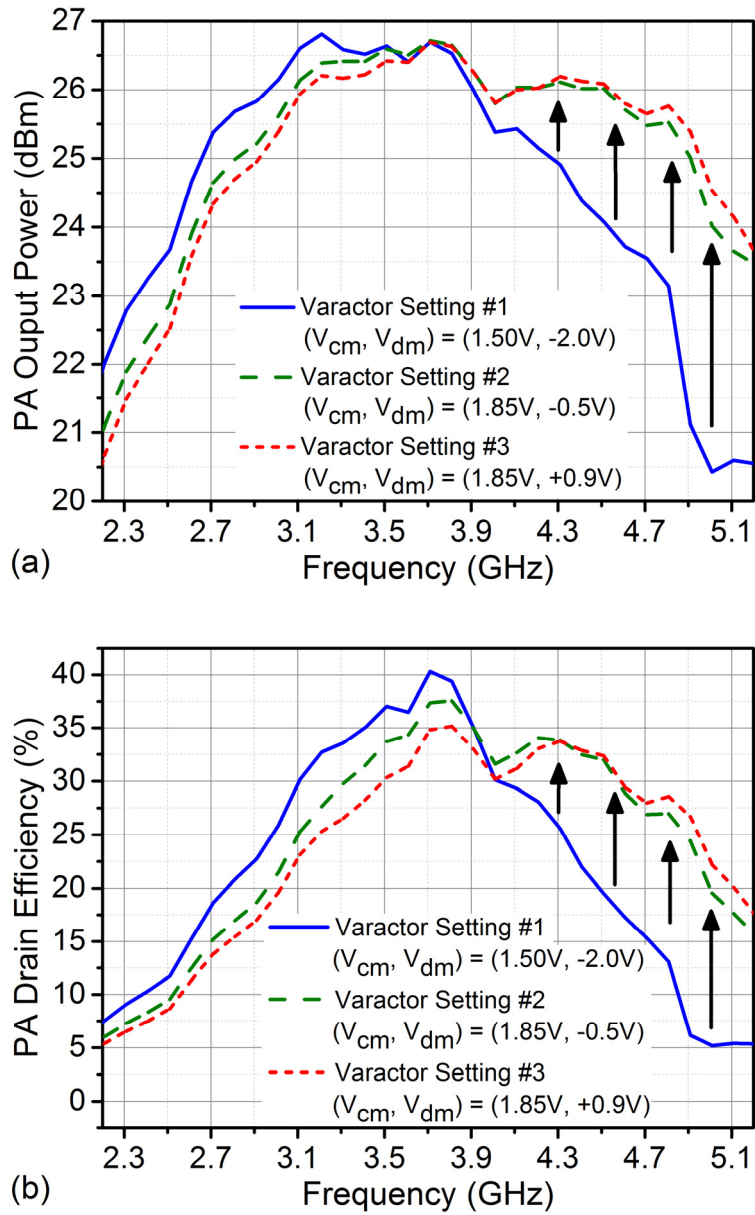 27
26
25
24
23
22
21
20
PA Ouput Power (dBm)
Varactor Setting #1
(Vcm, Vdm) = (1.50V, -2.0V)
Varactor Setting #2
(Vcm, Vdm) = (1.85V, -0.5V)
Varactor Setting #3
(Vcm, Vdm) = (1.85V, +0.9V)
2.3 2.7 3.1 3.5 3.9 4.3 4.7 5.1
(a) Frequency (GHz)
40
35
30
25
20
15
10
5
0
PA Drain Efficiency (%)
Varactor Setting #1
(Vcm, Vdm) = (1.50V, -2.0V)
Varactor Setting #2
(Vcm, Vdm) = (1.85V, -0.5V)
Varactor Setting #3
(Vcm, Vdm) = (1.85V, +0.9V)
2.3 2.7 3.1 3.5 3.9 4.3 4.7 5.1
(b) Frequency (GHz)